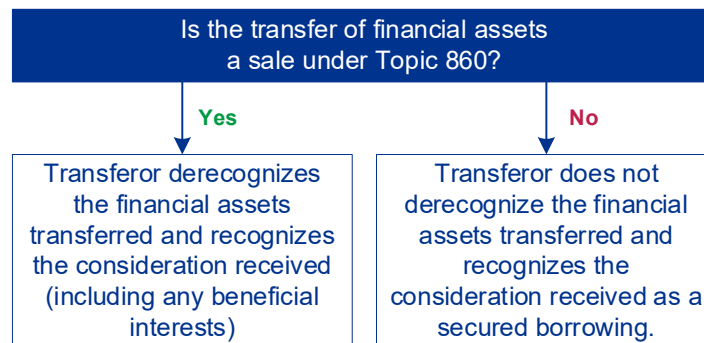 Is the transfer of financial assets
a sale under Topic 860?
Yes
No
Transferor derecognizes
the financial assets
transferred and recognizes
the consideration received
(including any beneficial
interests)
Transferor does not
derecognize the financial
assets transferred and
recognizes the
consideration received as a
secured borrowing.